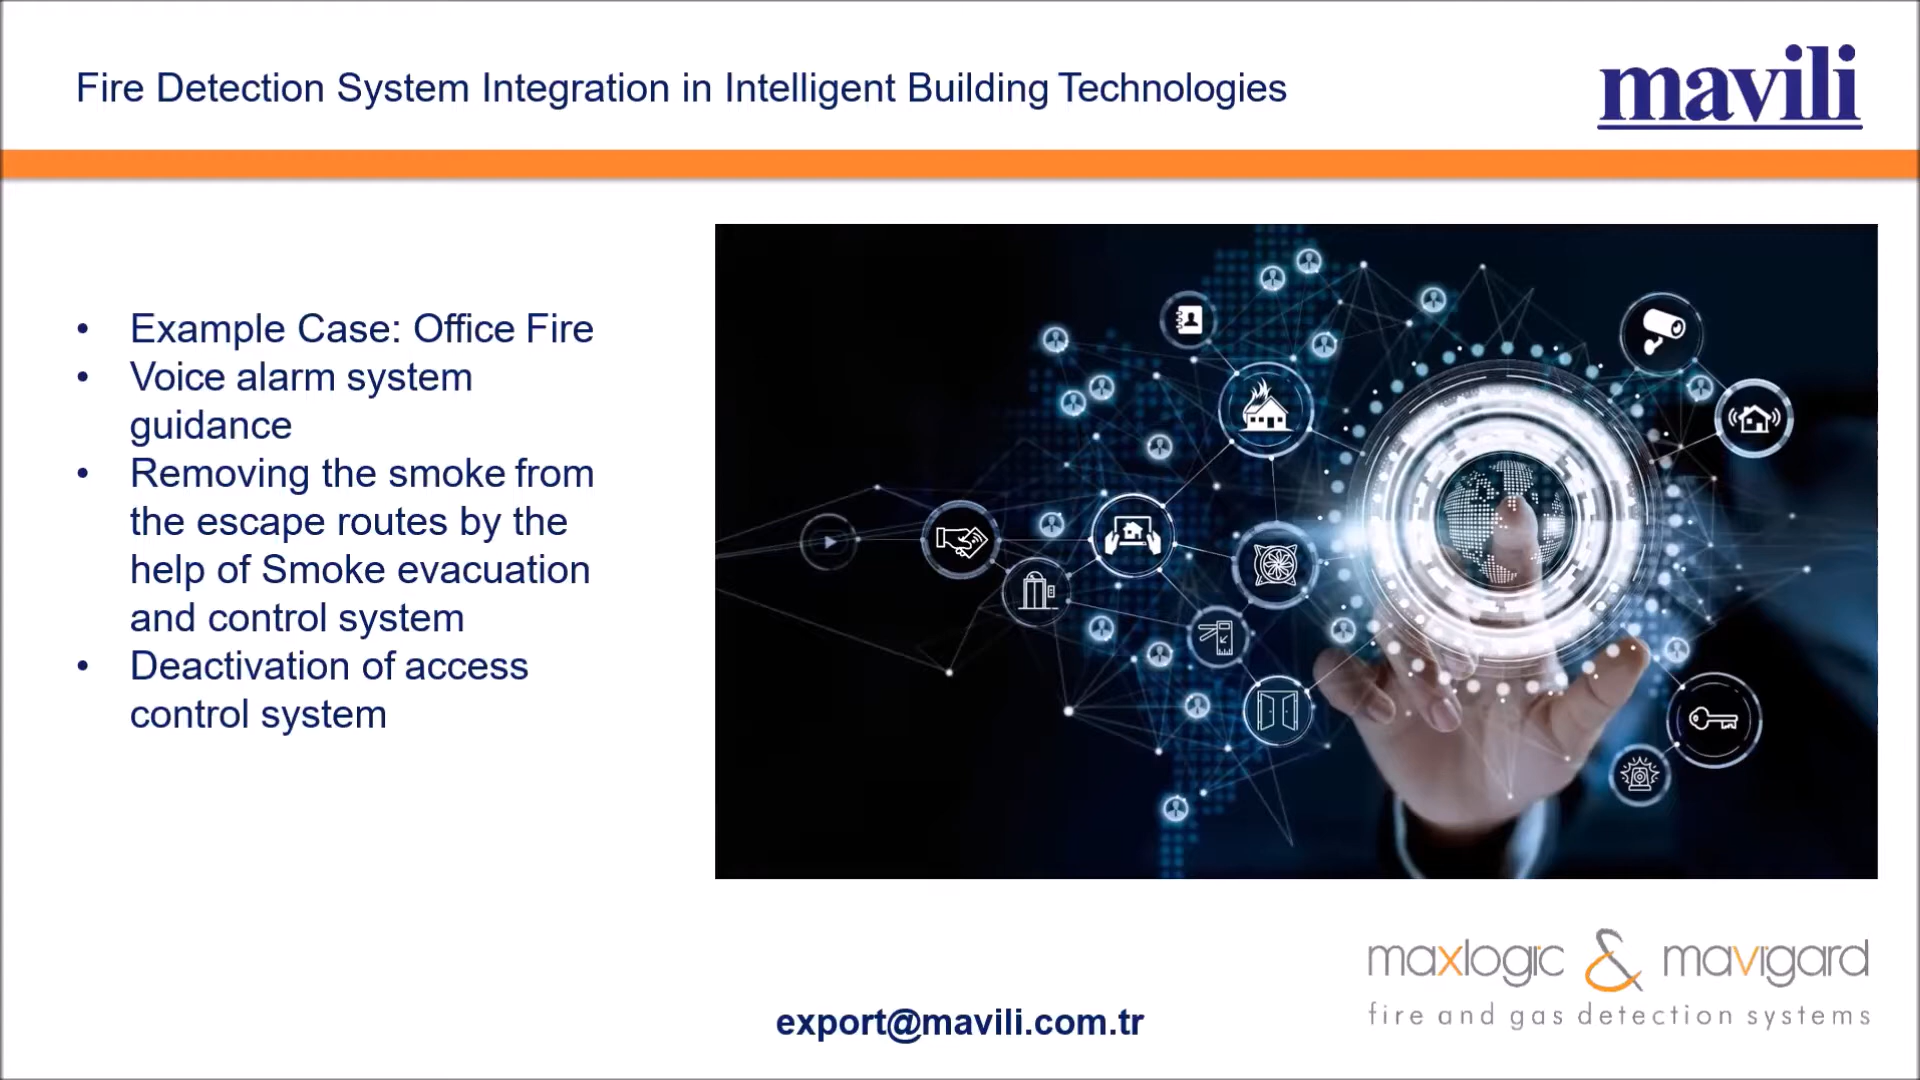 Fire Detection System Integration in Intelligent Building Technologies
mavili
• Example Case: Office Fire
• Voice alarm system
guidance
• Removing the smoke from
the escape routes by the
help of Smoke evacuation
and control system
• Deactivation of access
control system
maxlogic & mavigard
fire and gas detection systems
export@mavili.com.tr